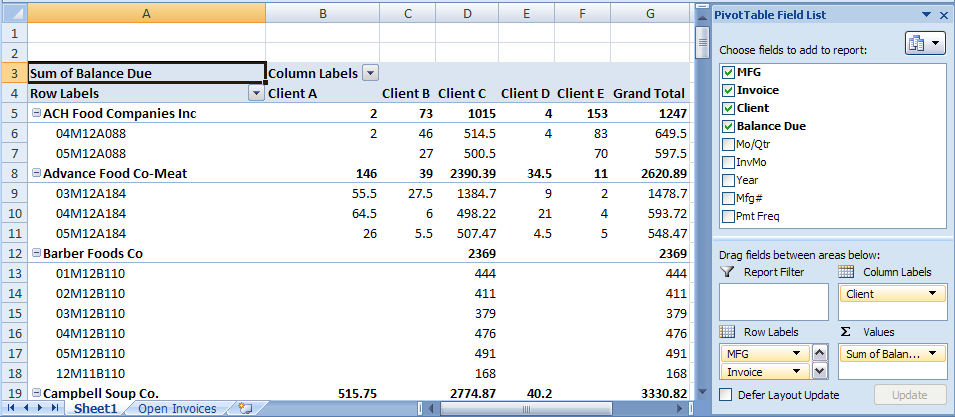 A B C D E F G
1
2
3 Sum of Balance Due Column Labels
4 Row Labels Client A Client B Client C Client D Client E Grand Total
5 ACH Food Companies Inc 2 73 1015 4 153 1247
6 04M12A088 2 46 514.5 4 83 649.5
7 05M12A088 27 500.5 70 597.5
8 Advance Food Co-Meat 146 39 2390.39 34.5 11 2620.89
9 03M12A184 55.5 27.5 1384.7 9 2 1478.7
10 04M12A184 64.5 6 498.22 21 4 593.72
11 05M12A184 26 5.5 507.47 4.5 5 548.47
12 Barber Foods Co 2369 2369
13 01M12B110 444 444
14 02M12B110 411 411
15 03M12B110 379 379
16 04M12B110 476 476
17 05M12B110 491 491
18 12M11B110 168 168
19 Campbell Soup Co. 515.75 2774.87 40.2 3330.82
Sheet1 Open Invoices
PivotTable Field List
Choose fields to add to report:
MFG
Invoice
Client
Balance Due
Mo/Qtr
InvMo
Year
Mfg#
Pmt Freq
Drag fields between areas below:
Report Filter Column Labels
Client
Row Labels Σ Values
MFG Sum of Balan...
Invoice
Defer Layout Update Update